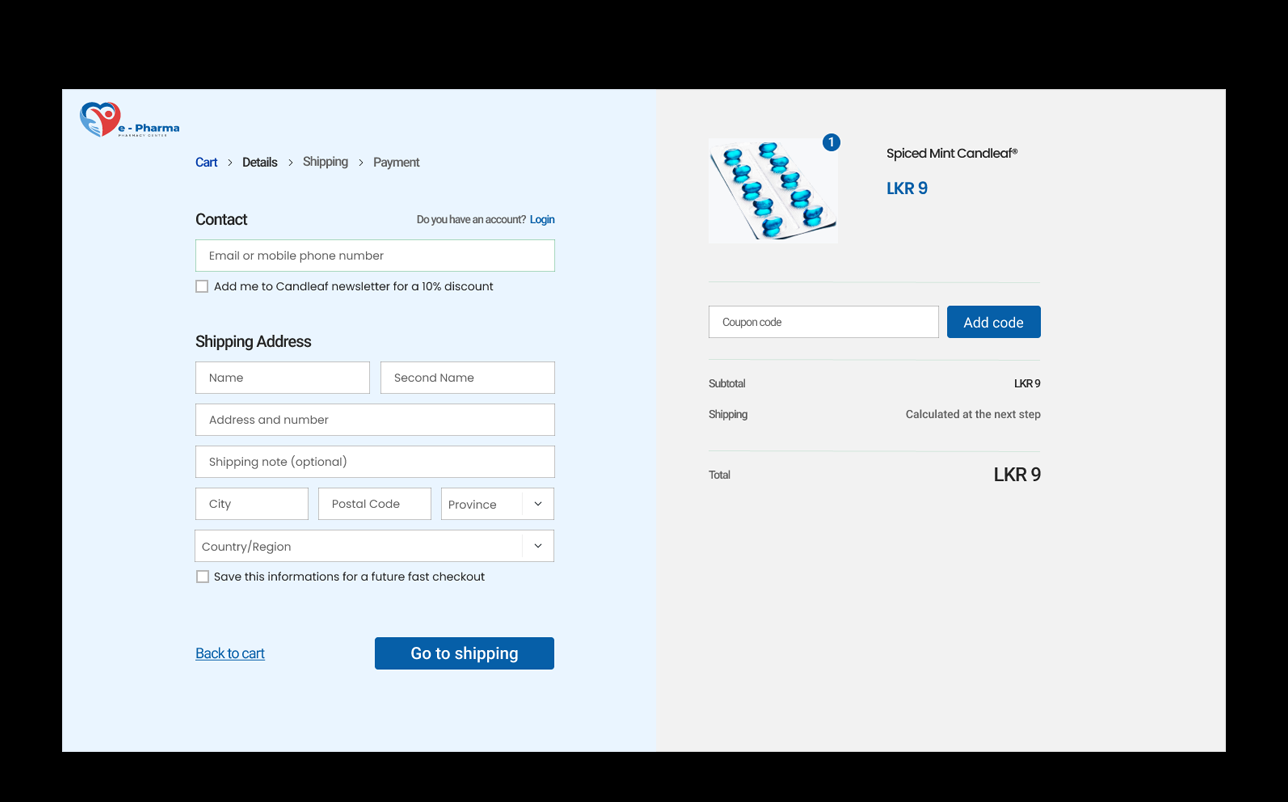 e - Pharma
PHARMACY CENTER
Cart > Details > Shipping > Payment
Contact
Do you have an account? Login
Email or mobile phone number
Add me to Candleaf newsletter for a 10% discount
Shipping Address
Name
Second Name
Address and number
Shipping note (optional)
City
Postal Code
Province
Country/Region
Save this informations for a future fast checkout
Back to cart
Go to shipping
1
Spiced Mint Candleaf®
LKR 9
Coupon code
Add code
Subtotal
LKR 9
Shipping
Calculated at the next step
Total
LKR 9